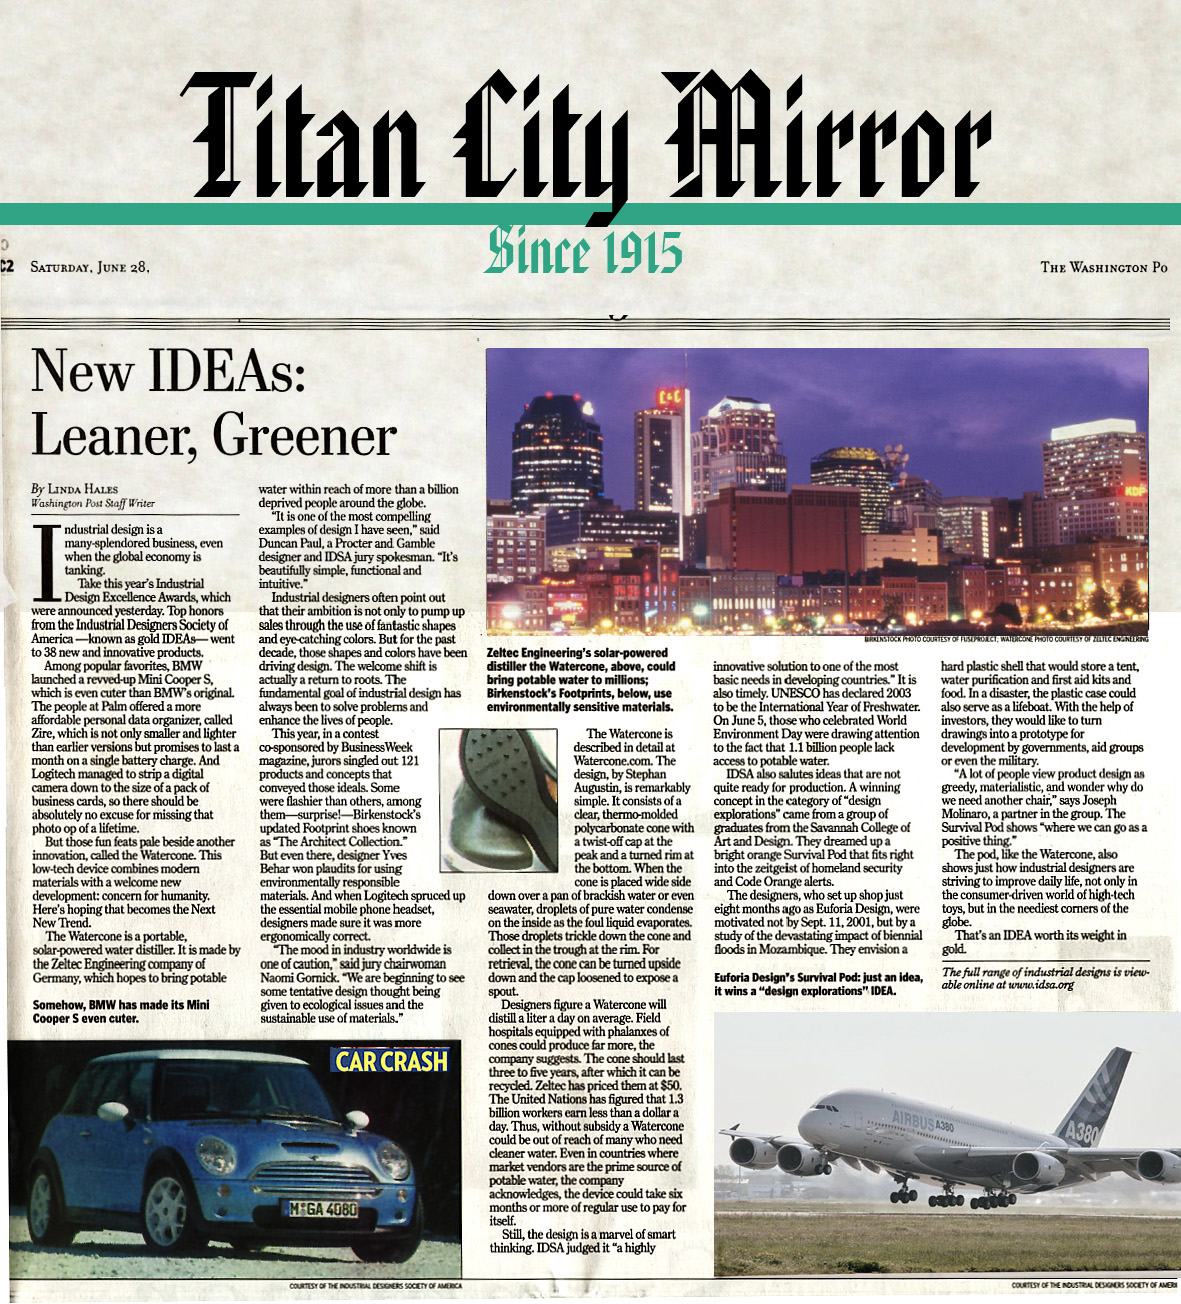 Titan City Mirror
Since 1915
C2 SATURDAY, JUNE 28,
THE WASHINGTON PO
New IDEAs:
Leaner, Greener
By LINDA HALES
Washington Post Staff Writer
Industrial design is a
many-splendored business, even
when the global economy is
tanking.
Take this year's Industrial
Design Excellence Awards, which
were announced yesterday. Top honors
from the Industrial Designers Society of
America —known as gold IDEAs— went
to 38 new and innovative products.
Among popular favorites, BMW
launched a revved-up Mini Cooper S,
which is even cuter than BMW's original.
The people at Palm offered a more
affordable personal data organizer, called
Zire, which is not only smaller and lighter
than earlier versions but promises to last a
month on a single battery charge. And
Logitech managed to strip a digital
camera down to the size of a pack of
business cards, so there should be
absolutely no excuse for missing that
photo op of a lifetime.
But those fun feats pale beside another
innovation, called the Watercone. This
low-tech device combines modern
materials with a welcome new
development: concern for humanity.
Here's hoping that becomes the Next
New Trend.
The Watercone is a portable,
solar-powered water distiller. It is made by
the Zeltec Engineering company of
Germany, which hopes to bring potable
Somehow, BMW has made its Mini
Cooper S even cuter.
water within reach of more than a billion
deprived people around the globe.
"It is one of the most compelling
examples of design I have seen," said
Duncan Paul, a Procter and Gamble
designer and IDSA jury spokesman. "It's
beautifully simple, functional and
intuitive."
Industrial designers often point out
that their ambition is not only to pump up
sales through the use of fantastic shapes
and eye-catching colors. But for the past
decade, those shapes and colors have been
driving design. The welcome shift is
actually a return to roots. The
fundamental goal of industrial design has
always been to solve problems and
enhance the lives of people.
This year, in a contest
co-sponsored by BusinessWeek
magazine, jurors singled out 121
products and concepts that
conveyed those ideals. Some
were flashier than others, among
them—surprise!—Birkenstock's
updated Footprint shoes known
as "The Architect Collection."
But even there, designer Yves
Behar won plaudits for using
environmentally responsible
materials. And when Logitech spruced up
the essential mobile phone headset,
designers made sure it was more
ergonomically correct.
"The mood in industry worldwide is
one of caution," said jury chairwoman
Naomi Gornick. "We are beginning to see
some tentative design thought being
given to ecological issues and the
sustainable use of materials."
CAR CRASH
M GA 4080
COURTESY OF THE INDUSTRIAL DESIGNERS SOCIETY OF AMERICA
L&C
KDF
BIRKENSTOCK PHOTO COURTESY OF FUSEPROJECT; WATERCONE PHOTO COURTESY OF ZELTEC ENGINEERING
Zeltec Engineering's solar-powered
distiller the Watercone, above, could
bring potable water to millions;
Birkenstock's Footprints, below, use
environmentally sensitive materials.
The Watercone is
described in detail at
Watercone.com. The
design, by Stephan
Augustin, is remarkably
simple. It consists of a
clear, thermo-molded
polycarbonate cone with
a twist-off cap at the
peak and a turned rim at
the bottom. When the
cone is placed wide side
down over a pan of brackish water or even
seawater, droplets of pure water condense
on the inside as the foul liquid evaporates.
Those droplets trickle down the cone and
collect in the trough at the rim. For
retrieval, the cone can be turned upside
down and the cap loosened to expose a
spout.
Designers figure a Watercone will
distill a liter a day on average. Field
hospitals equipped with phalanxes of
cones could produce far more, the
company suggests. The cone should last
three to five years, after which it can be
recycled. Zeltec has priced them at $50.
The United Nations has figured that 1.3
billion workers earn less than a dollar a
day. Thus, without subsidy a Watercone
could be out of reach of many who need
cleaner water. Even in countries where
market vendors are the prime source of
potable water, the company
acknowledges, the device could take six
months or more of regular use to pay for
itself.
Still, the design is a marvel of smart
thinking. IDSA judged it "a highly
innovative solution to one of the most
basic needs in developing countries." It is
also timely. UNESCO has declared 2003
to be the International Year of Freshwater.
On June 5, those who celebrated World
Environment Day were drawing attention
to the fact that 1.1 billion people lack
access to potable water.
IDSA also salutes ideas that are not
quite ready for production. A winning
concept in the category of "design
explorations" came from a group of
graduates from the Savannah College of
Art and Design. They dreamed up a
bright orange Survival Pod that fits right
into the zeitgeist of homeland security
and Code Orange alerts.
The designers, who set up shop just
eight months ago as Euforia Design, were
motivated not by Sept. 11, 2001, but by a
study of the devastating impact of biennial
floods in Mozambique. They envision a
Euforia Design's Survival Pod: just an idea,
it wins a "design explorations" IDEA.
hard plastic shell that would store a tent,
water purification and first aid kits and
food. In a disaster, the plastic case could
also serve as a lifeboat. With the help of
investors, they would like to turn
drawings into a prototype for
development by governments, aid groups
or even the military.
"A lot of people view product design as
greedy, materialistic, and wonder why do
we need another chair," says Joseph
Molinaro, a partner in the group. The
Survival Pod shows "where we can go as a
positive thing."
The pod, like the Watercone, also
shows just how industrial designers are
striving to improve daily life, not only in
the consumer-driven world of high-tech
toys, but in the neediest corners of the
globe.
That's an IDEA worth its weight in
gold.
The full range of industrial designs is view-
able online at www.idsa.org
AIRBUS A380
A380
COURTESY OF THE INDUSTRIAL DESIGNERS SOCIETY OF AMERI